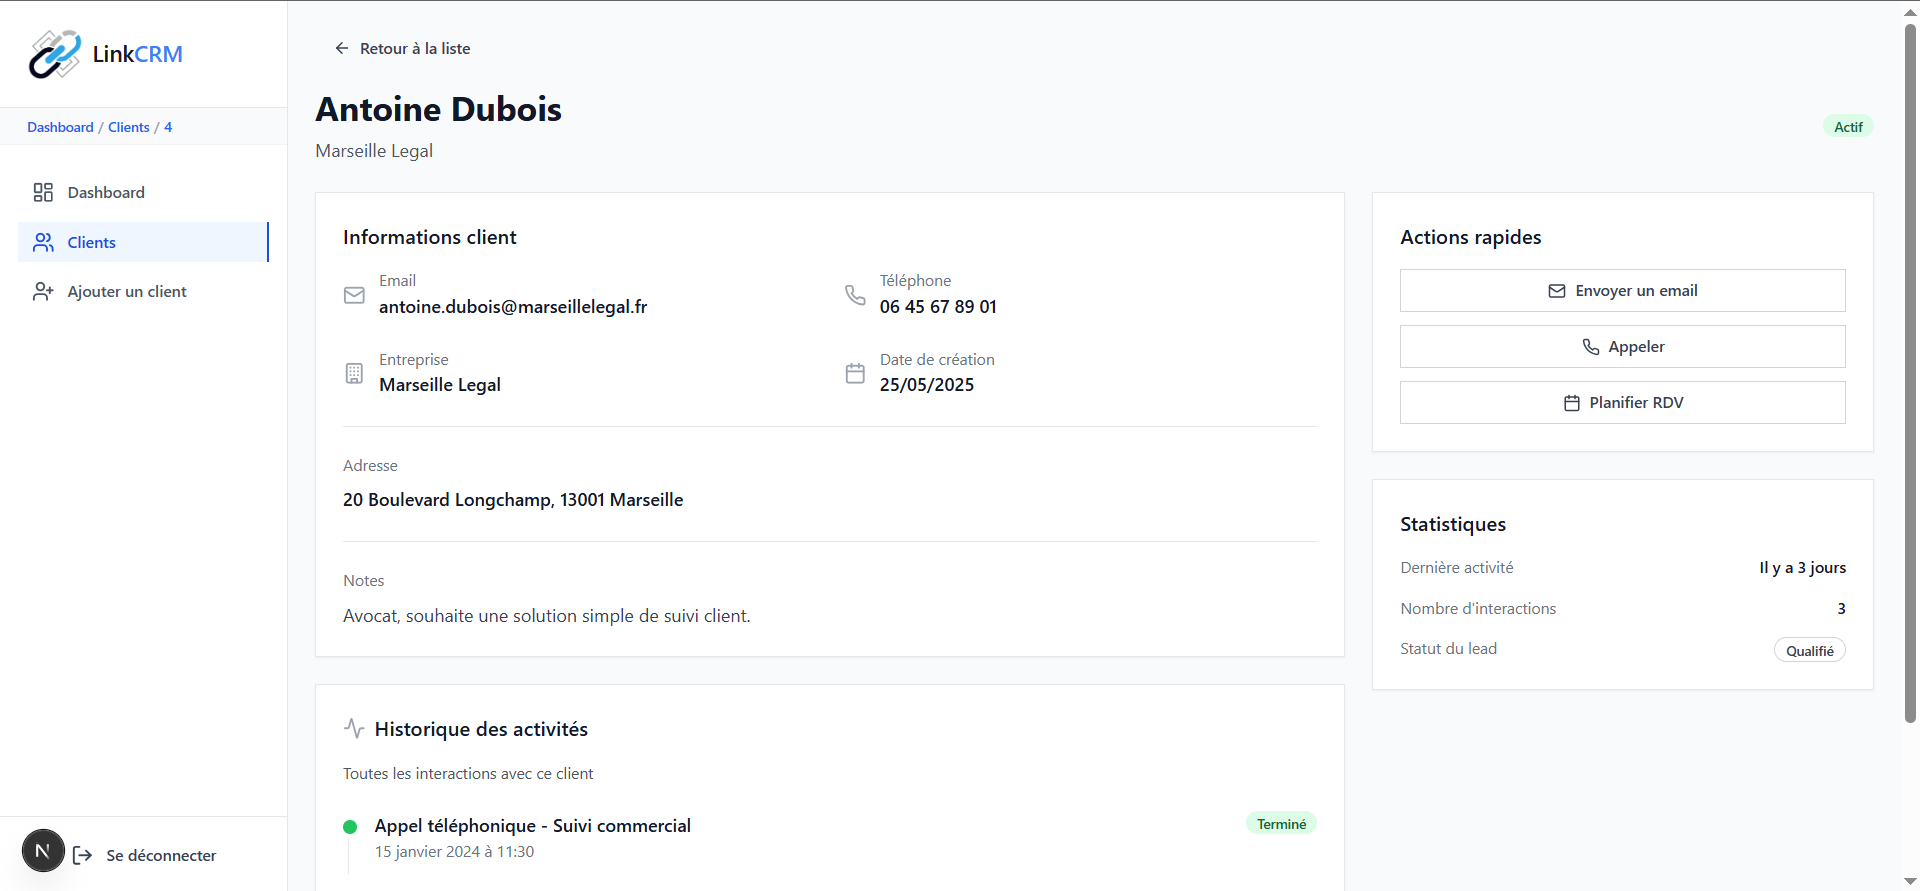 LinkCRM
Dashboard / Clients / 4
Dashboard
Clients
Ajouter un client
N
Se déconnecter
Retour à la liste
Antoine Dubois
Marseille Legal
Actif
Informations client
Email
antoine.dubois@marseillelegal.fr
Téléphone
06 45 67 89 01
Entreprise
Marseille Legal
Date de création
25/05/2025
Adresse
20 Boulevard Longchamp, 13001 Marseille
Notes
Avocat, souhaite une solution simple de suivi client.
Historique des activités
Toutes les interactions avec ce client
Appel téléphonique - Suivi commercial
Terminé
15 janvier 2024 à 11:30
Actions rapides
Envoyer un email
Appeler
Planifier RDV
Statistiques
Dernière activité
Il y a 3 jours
Nombre d'interactions
3
Statut du lead
Qualifié